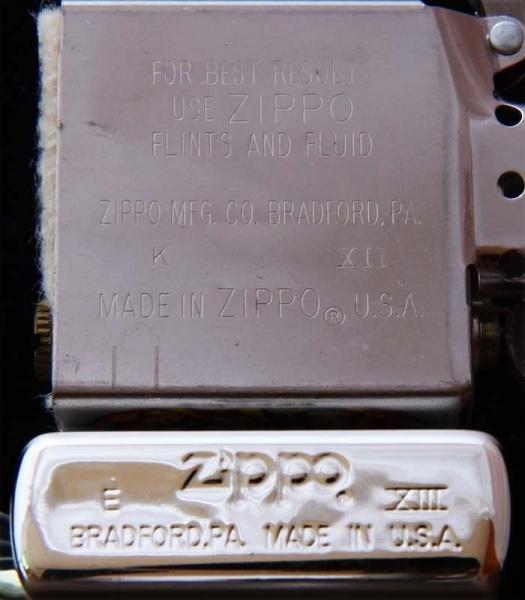 FOR BEST RESULTS
USE ZIPPO
FLINTS AND FLUID
ZIPPO MFG. CO. BRADFORD, PA.
K XII
MADE IN ZIPPO® U.S.A.
Zippo
E XIII
BRADFORD, PA. MADE IN U.S.A.